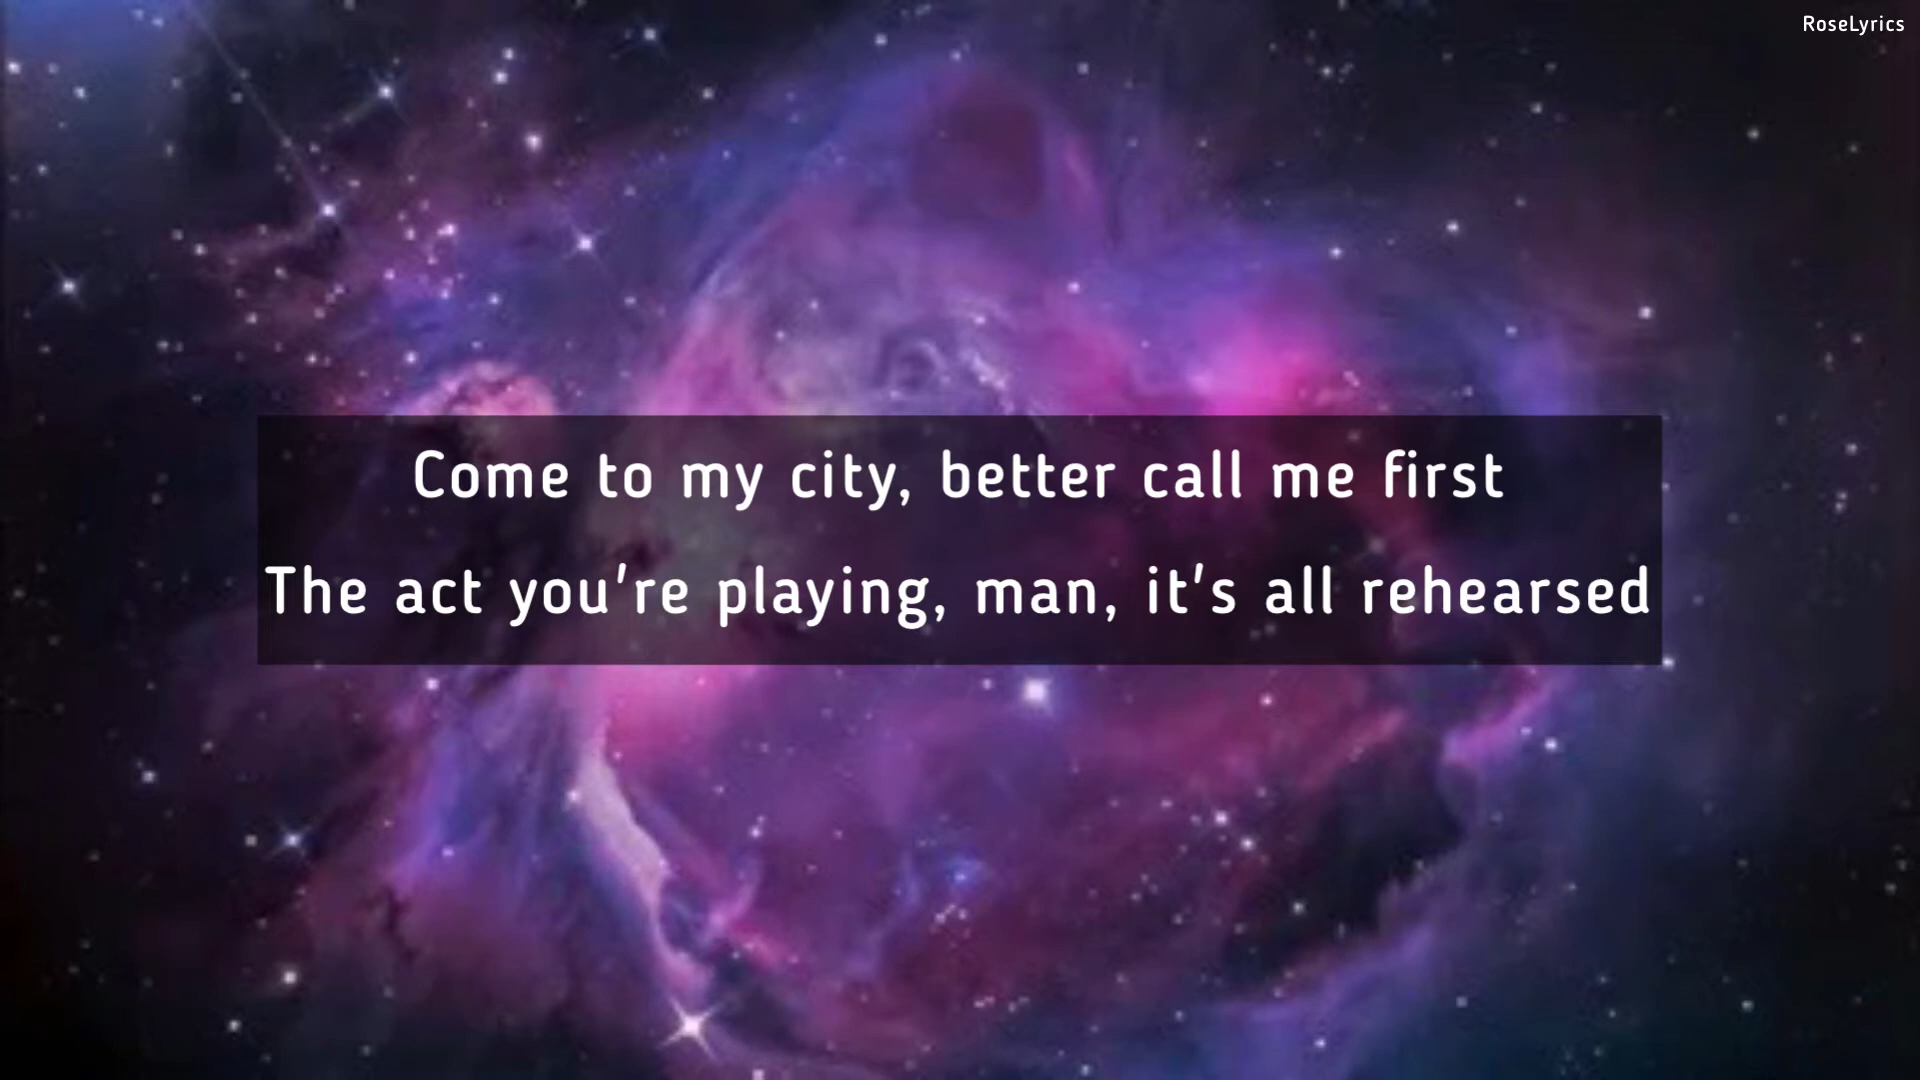 RoseLyrics
Come to my city, better call me first
The act you're playing, man, it's all rehearsed